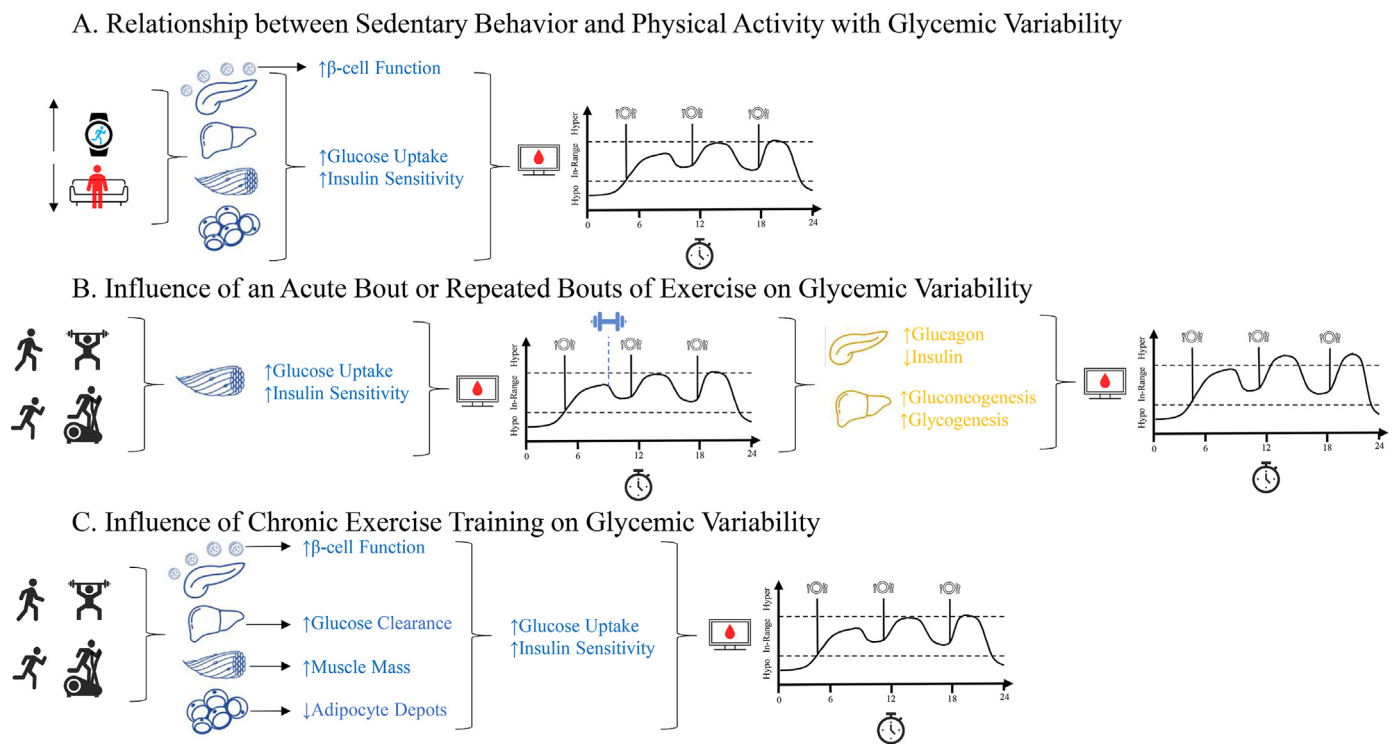 A. Relationship between Sedentary Behavior and Physical Activity with Glycemic Variability
↑β-cell Function
↑Glucose Uptake
↑Insulin Sensitivity
Hyper
In-Range
Hypo
0 6 12 18 24
B. Influence of an Acute Bout or Repeated Bouts of Exercise on Glycemic Variability
↑Glucose Uptake
↑Insulin Sensitivity
Hyper
In-Range
Hypo
0 6 12 18 24
↑Glucagon
↓Insulin
↑Gluconeogenesis
↑Glycogenesis
Hyper
In-Range
Hypo
0 6 12 18 24
C. Influence of Chronic Exercise Training on Glycemic Variability
↑β-cell Function
↑Glucose Clearance
↑Muscle Mass
↓Adipocyte Depots
↑Glucose Uptake
↑Insulin Sensitivity
Hyper
In-Range
Hypo
0 6 12 18 24